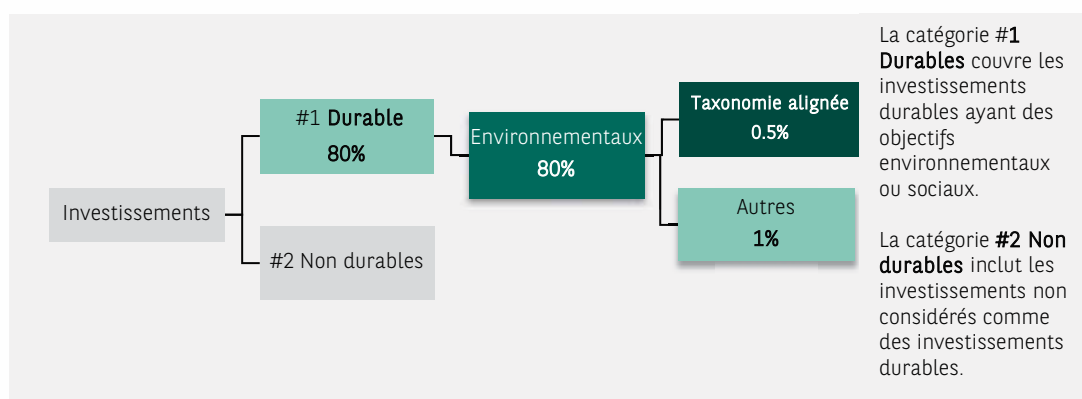 Investissements
#1 Durable
80%
#2 Non durables
Environnementaux
80%
Taxonomie alignée
0.5%
Autres
1%
La catégorie #1
Durables couvre les
investissements
durables ayant des
objectifs
environnementaux
ou sociaux.
La catégorie #2 Non
durables inclut les
investissements non
considérés comme
des investissements
durables.